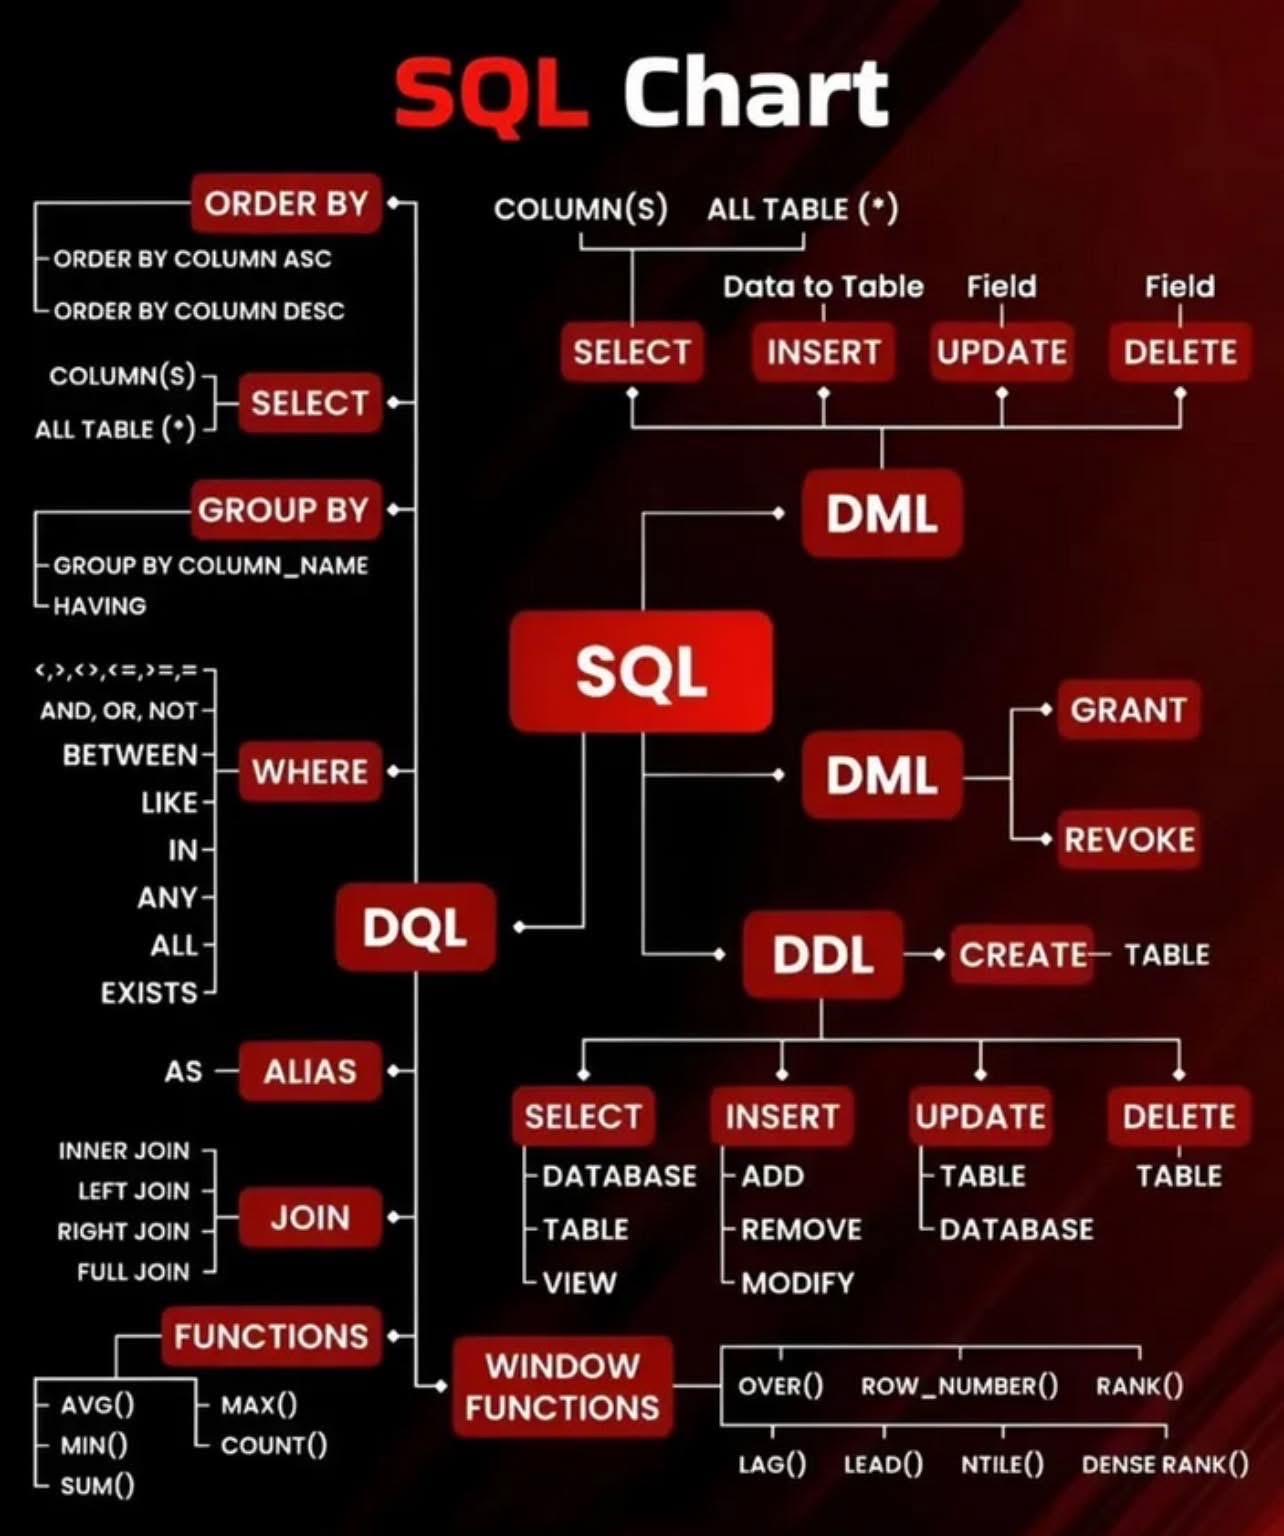 SQL Chart
ORDER BY
ORDER BY COLUMN ASC
ORDER BY COLUMN DESC
COLUMN(S)
ALL TABLE (*)
SELECT
GROUP BY
GROUP BY COLUMN_NAME
HAVING
<,>,<>,<=,>=,=
AND, OR, NOT
BETWEEN
LIKE
IN
ANY
ALL
EXISTS
WHERE
DQL
AS
ALIAS
INNER JOIN
LEFT JOIN
RIGHT JOIN
FULL JOIN
JOIN
FUNCTIONS
AVG()
MIN()
SUM()
MAX()
COUNT()
COLUMN(S)
ALL TABLE (*)
Data to Table
Field
Field
SELECT
INSERT
UPDATE
DELETE
DML
SQL
DML
GRANT
REVOKE
DDL
CREATE
TABLE
SELECT
DATABASE
TABLE
VIEW
INSERT
ADD
REMOVE
MODIFY
UPDATE
TABLE
DATABASE
DELETE
TABLE
WINDOW
FUNCTIONS
OVER()
ROW_NUMBER()
RANK()
LAG()
LEAD()
NTILE()
DENSE RANK()